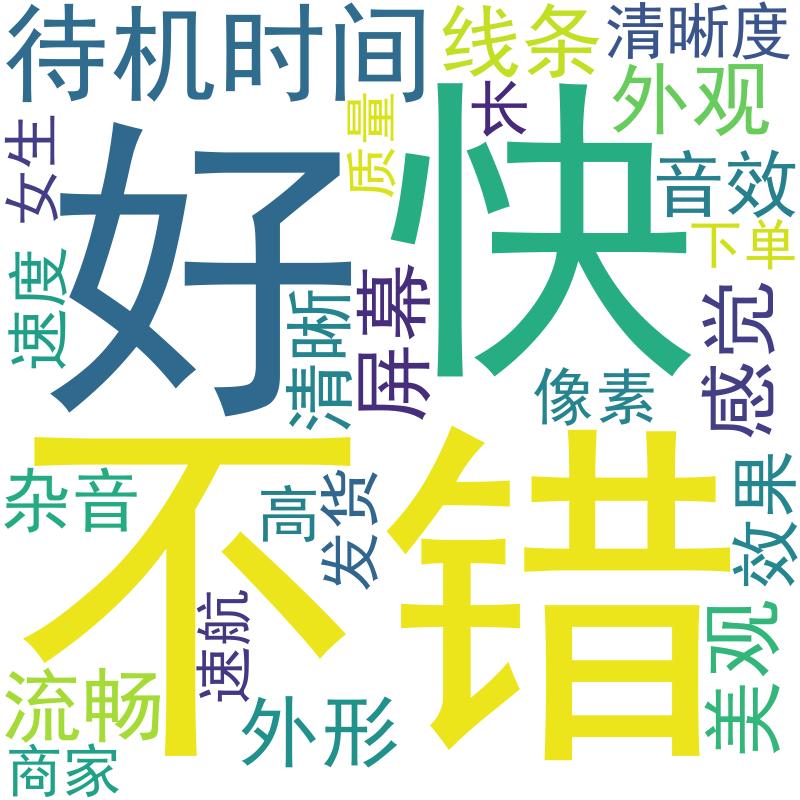 待机时间
线条
清晰度
外观
长
质量
女生
好
快
音效
下单
速度
清晰
屏幕
感觉
像素
不错
杂音
高
发货
效果
速航
美观
流畅
外形
商家